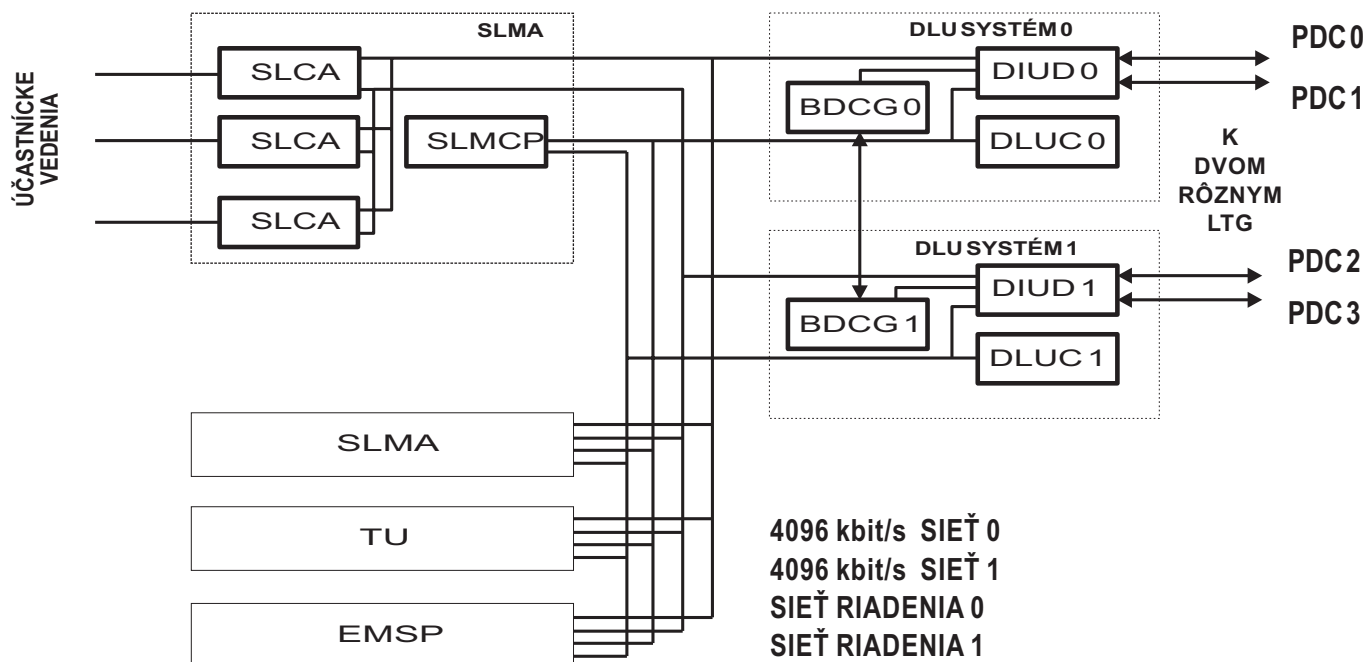 ÚČASTNÍCKE
VEDENIA
SLMA
SLCA
SLCA
SLCA
SLMCP
DLU SYSTÉM 0
DIUD 0
BDCG 0
DLUC 0
PDC 0
PDC 1
K
DVOM
RÔZNYM
LTG
DLU SYSTÉM 1
DIUD 1
BDCG 1
DLUC 1
PDC 2
PDC 3
SLMA
TU
EMSP
4096 kbit/s SIEŤ 0
4096 kbit/s SIEŤ 1
SIEŤ RIADENIA 0
SIEŤ RIADENIA 1